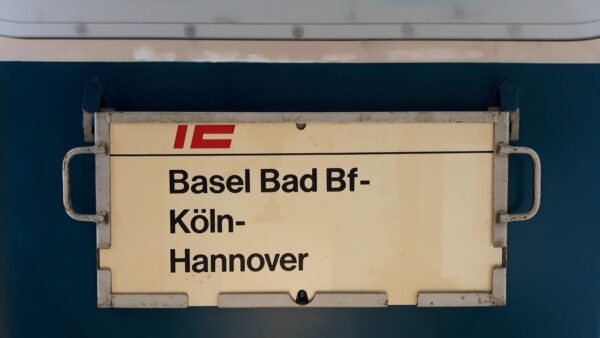 IC
Basel Bad Bf-
Köln-
Hannover